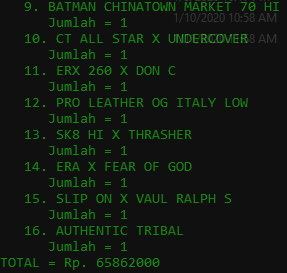 9. BATMAN CHINATOWN MARKET 70 HI
Jumlah = 1
1/10/2020 10:58 AM
10. CT ALL STAR X UNDERCOVER
Jumlah = 1
11. ERX 260 X DON C
Jumlah = 1
12. PRO LEATHER OG ITALY LOW
Jumlah = 1
13. SK8 HI X THRASHER
Jumlah = 1
14. ERA X FEAR OF GOD
Jumlah = 1
15. SLIP ON X VAUL RALPH S
Jumlah = 1
16. AUTHENTIC TRIBAL
Jumlah = 1
TOTAL = Rp. 65862000